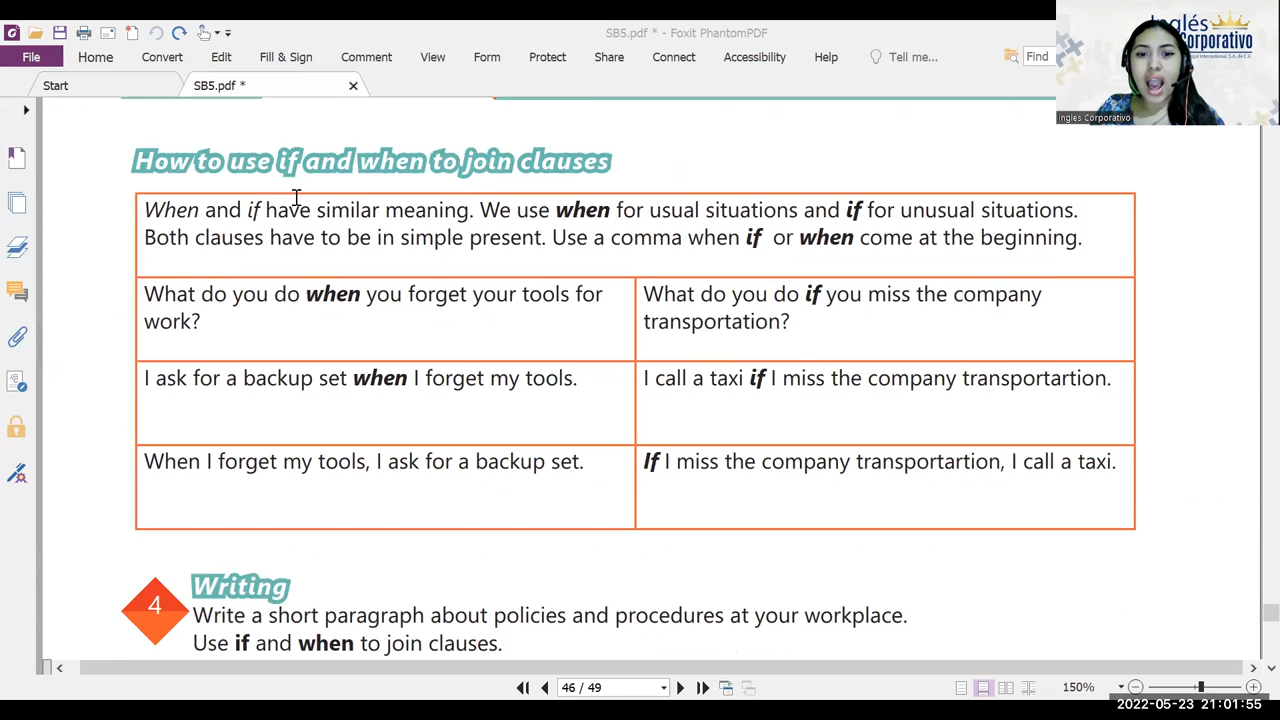 SB5.pdf * - Foxit PhantomPDF
File Home Convert Edit Fill & Sign Comment View Form Protect Share Connect Accessibility Help Tell me... Find
Start SB5.pdf *
Inglés
Corporativo
Ingles Corporativo
How to use if and when to join clauses
When and if have similar meaning. We use when for usual situations and if for unusual situations.
Both clauses have to be in simple present. Use a comma when if or when come at the beginning.
What do you do when you forget your tools for
work?
What do you do if you miss the company
transportation?
I ask for a backup set when I forget my tools.
I call a taxi if I miss the company transportartion.
When I forget my tools, I ask for a backup set.
If I miss the company transportartion, I call a taxi.
4
Writing
Write a short paragraph about policies and procedures at your workplace.
Use if and when to join clauses.
46 / 49
150%
2022-05-23 21:01:55